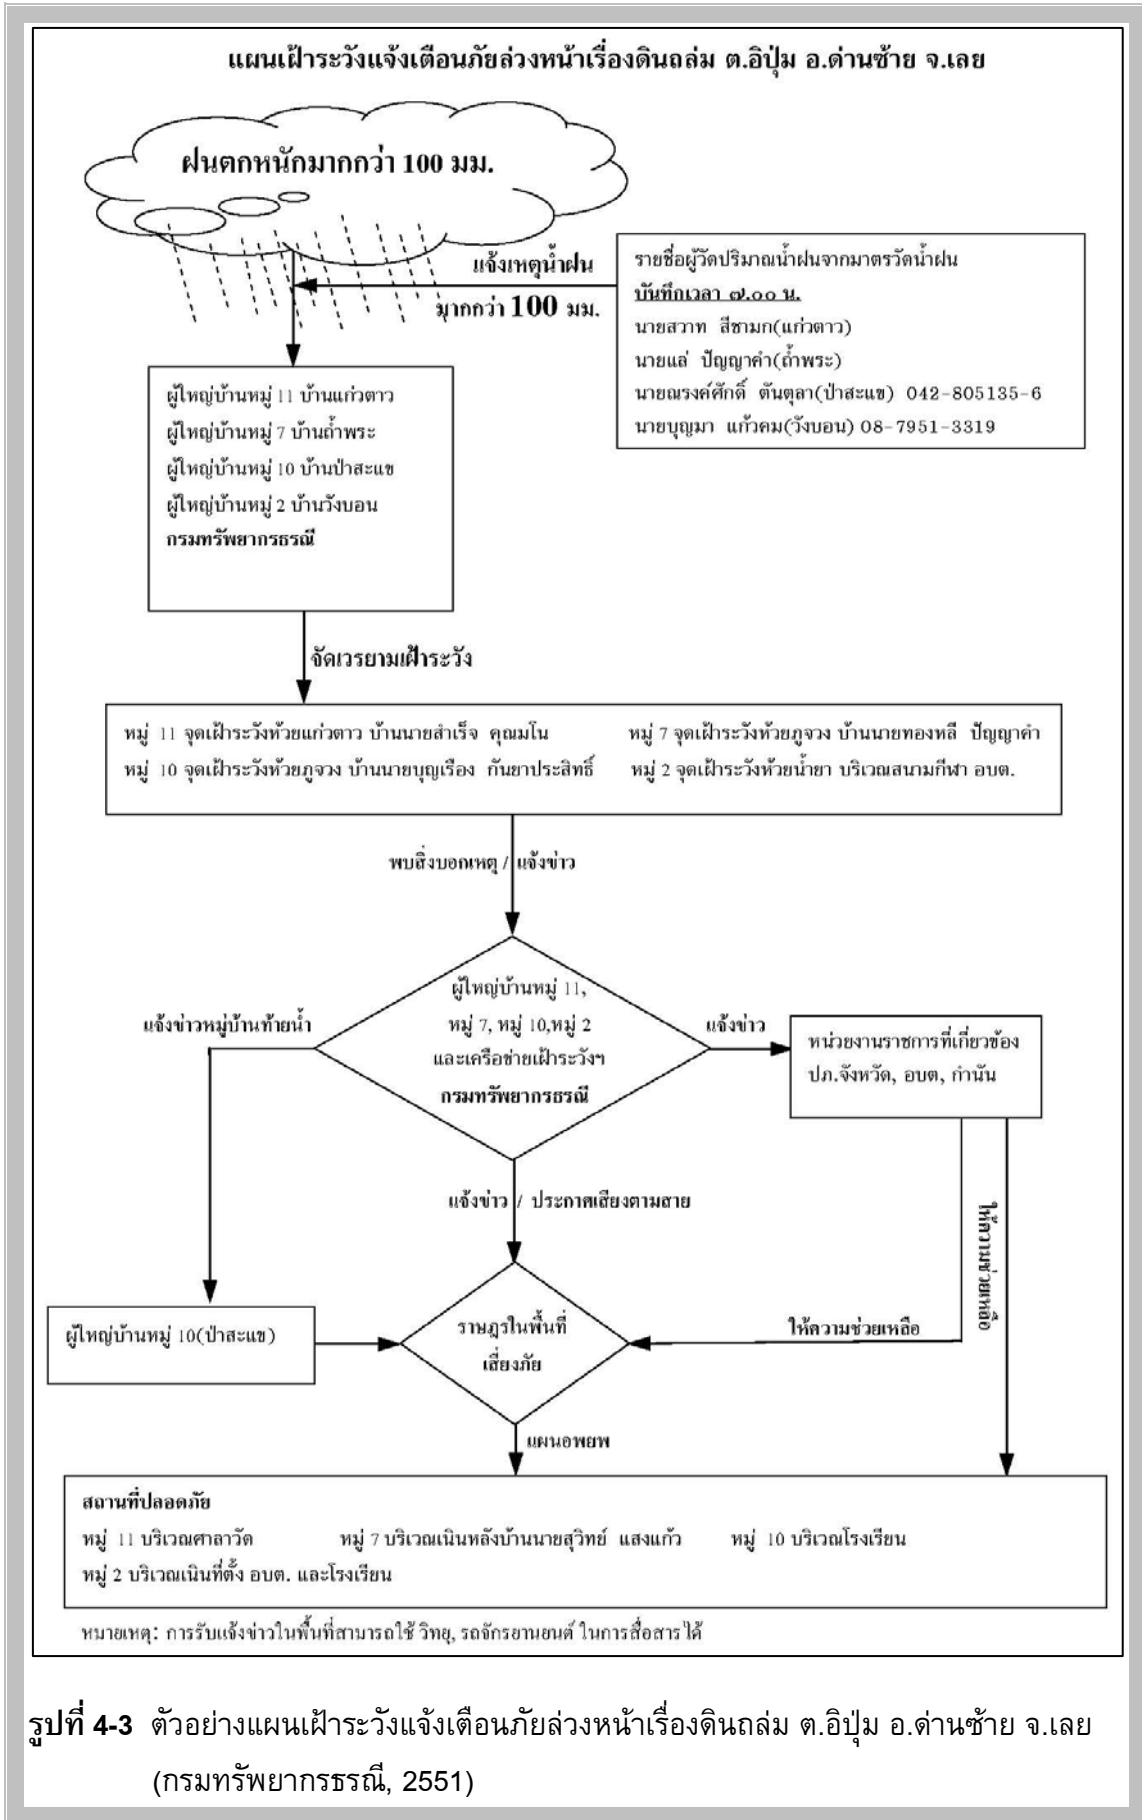 แผนเฝ้าระวังแจ้งเตือนภัยล่วงหน้าเรื่องดินถล่ม ต.อิปุ่ม อ.ด่านซ้าย จ.เลย
ฝนตกหนักมากกว่า 100 มม.
แจ้งเหตุน้ำฝน
มากกว่า 100 มม.
รายชื่อผู้วัดปริมาณน้ำฝนจากมาตรวัดน้ำฝน
บันทึกเวลา ๗.๐๐ น.
นายสวาท สีชามก(แก่วตาว)
นายแล่ ปัญญาคำ(ถ้ำพระ)
นายณรงค์ศักดิ์ ตันตุลา(ป่าสะแข) 042-805135-6
นายบุญมา แก้วคม(วังบอน) 08-7951-3319
ผู้ใหญ่บ้านหมู่ 11 บ้านแก่วตาว
ผู้ใหญ่บ้านหมู่ 7 บ้านถ้ำพระ
ผู้ใหญ่บ้านหมู่ 10 บ้านป่าสะแข
ผู้ใหญ่บ้านหมู่ 2 บ้านวังบอน
กรมทรัพยากรธรณี
จัดเวรยามเฝ้าระวัง
หมู่ 11 จุดเฝ้าระวังห้วยแก่วตาว บ้านนายสำเร็จ คุณมโน หมู่ 7 จุดเฝ้าระวังห้วยภูจวง บ้านนายทองหลี ปัญญาคำ
หมู่ 10 จุดเฝ้าระวังห้วยภูจวง บ้านนายบุญเรือง กันยาประสิทธิ์ หมู่ 2 จุดเฝ้าระวังห้วยน้ำยา บริเวณสนามกีฬา อบต.
พบสิ่งบอกเหตุ / แจ้งข่าว
ผู้ใหญ่บ้านหมู่ 11,
หมู่ 7, หมู่ 10,หมู่ 2
และเครือข่ายเฝ้าระวังฯ
กรมทรัพยากรธรณี
แจ้งข่าวหมู่บ้านท้ายน้ำ
แจ้งข่าว
หน่วยงานราชการที่เกี่ยวข้อง
ปภ.จังหวัด, อบต, กำนัน
แจ้งข่าว / ประกาศเสียงตามสาย
ให้ความช่วยเหลือ
ผู้ใหญ่บ้านหมู่ 10(ป่าสะแข)
ราษฎรในพื้นที่
เสี่ยงภัย
ให้ความช่วยเหลือ
แผนอพยพ
สถานที่ปลอดภัย
หมู่ 11 บริเวณศาลาวัด หมู่ 7 บริเวณเนินหลังบ้านนายสุวิทย์ แสงแก้ว หมู่ 10 บริเวณโรงเรียน
หมู่ 2 บริเวณเนินที่ตั้ง อบต. และโรงเรียน
หมายเหตุ: การรับแจ้งข่าวในพื้นที่สามารถใช้ วิทยุ, รถจักรยานยนต์ ในการสื่อสารได้
รูปที่ 4-3 ตัวอย่างแผนเฝ้าระวังแจ้งเตือนภัยล่วงหน้าเรื่องดินถล่ม ต.อิปุ่ม อ.ด่านซ้าย จ.เลย
(กรมทรัพยากรธรณี, 2551)